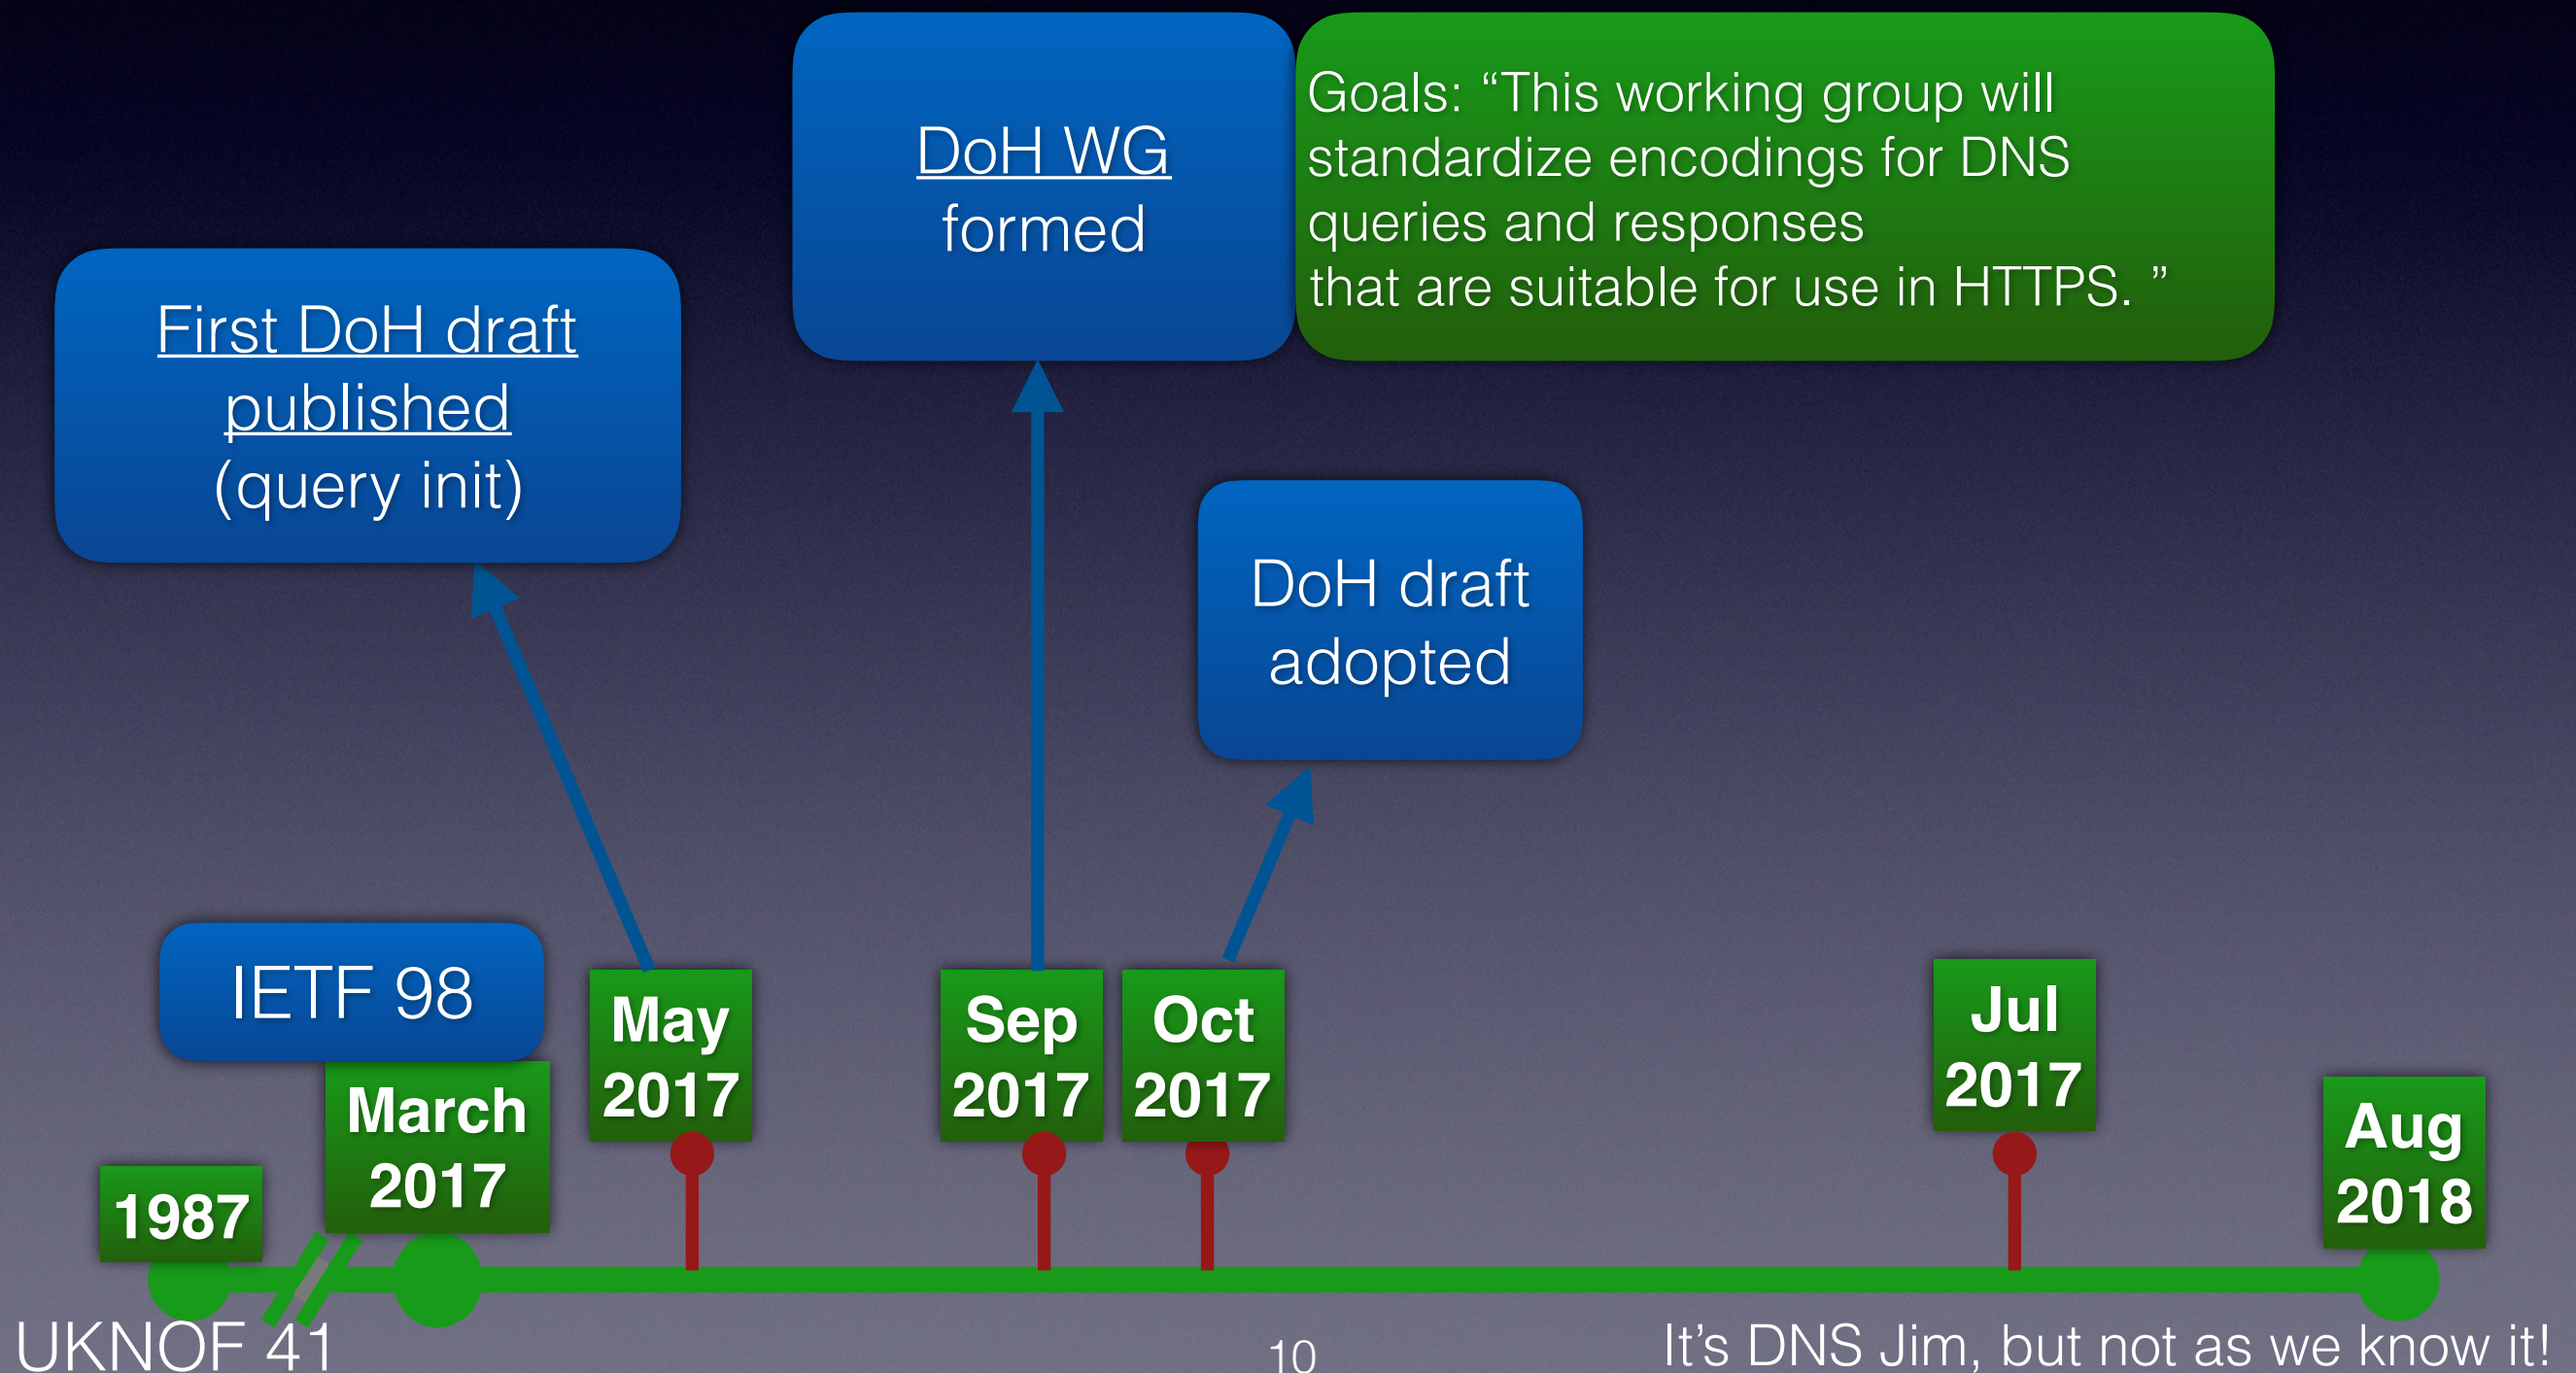 DoH WG
formed
Goals: “This working group will
standardize encodings for DNS
queries and responses
that are suitable for use in HTTPS. ”
First DoH draft
published
(query init)
DoH draft
adopted
IETF 98
1987
March
2017
May
2017
Sep
2017
Oct
2017
Jul
2017
Aug
2018
UKNOF 41
10
It’s DNS Jim, but not as we know it!